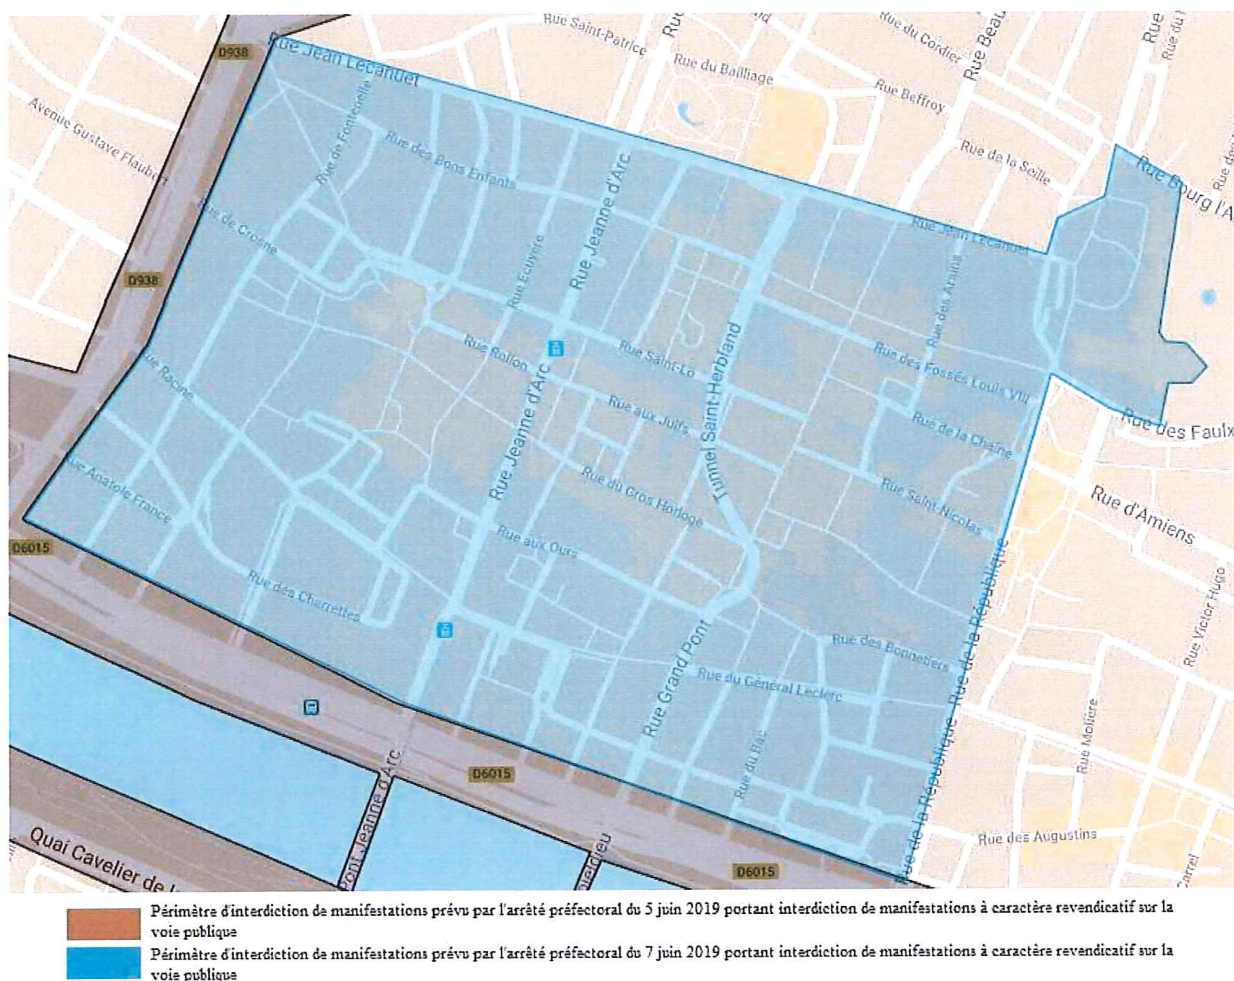 Rue Saint-Patrice
Rue du Cordier
Rue Beau
D938
Rue Jean Lecanuet
Rue du Bailliage
Rue Beffroy
Avenue Gustave Flaubert
Rue de Fontenelle
Rue des Bons Enfants
Rue de la Seille
Rue Bourg l'A
Rue de Crosne
Rue Jeanne d'Arc
Rue Jean Lecanuet
D938
Rue Ecuyère
Rue des Arsins
Rue Racine
Rue Rollon
Rue Saint-Lô
Tunnel Saint-Herbland
Rue des Fossés Louis VIII
Rue Jeanne d'Arc
Rue aux Juifs
Rue de la Chaîne
Rue des Faulx
Rue Anatole France
Rue du Gros Horloge
Rue Saint-Nicolas
Rue d'Amiens
D6015
Rue aux Ours
Rue des Charrettes
Rue Grand Pont
Rue des Bonnetiers
Rue de la République
Rue Victor Hugo
Rue du Général Leclerc
Rue Molière
Rue du Bac
Rue de la République
Pont Jeanne d'Arc
D6015
Rue des Augustins
Quai Cavelier de
D6015
Carrel
Périmètre d'interdiction de manifestations prévu par l'arrêté préfectoral du 5 juin 2019 portant interdiction de manifestations à caractère revendicatif sur la
voie publique
Périmètre d'interdiction de manifestations prévu par l'arrêté préfectoral du 7 juin 2019 portant interdiction de manifestations à caractère revendicatif sur la
voie publique